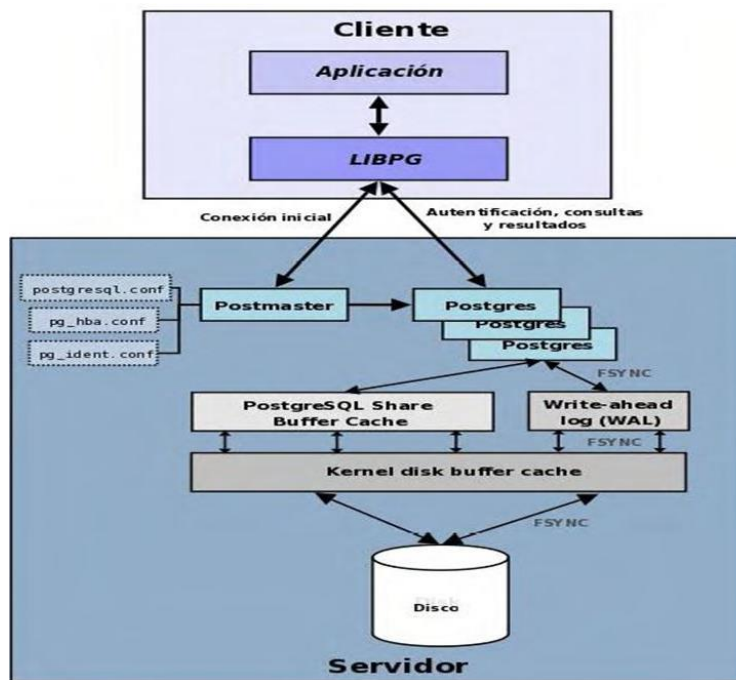 Cliente
Aplicación
LIBPG
Conexión inicial
Autentificación, consultas
y resultados
postgresql.conf
pg_hba.conf
pg_ident.conf
Postmaster
Postgres
Postgres
Postgres
FSYNC
PostgreSQL Share
Buffer Cache
Write-ahead
log (WAL)
FSYNC
Kernel disk buffer cache
FSYNC
Disco
Servidor